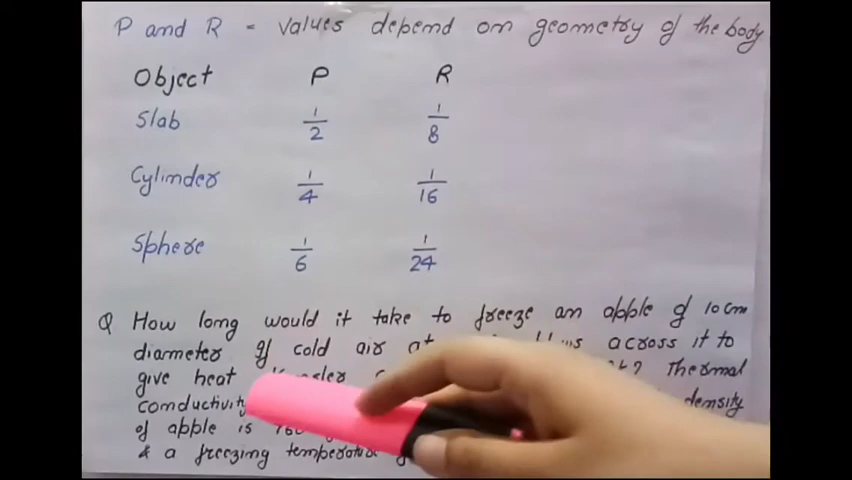 P and R - values depend on geometry of the body
Object P R
Slab 1/2 1/8
Cylinder 1/4 1/16
Sphere 1/6 1/24
Q How long would it take to freeze an apple of 10cm
diameter if cold air at across it to
give heat Thermal
conductivity density
of apple is
& a freezing temperature